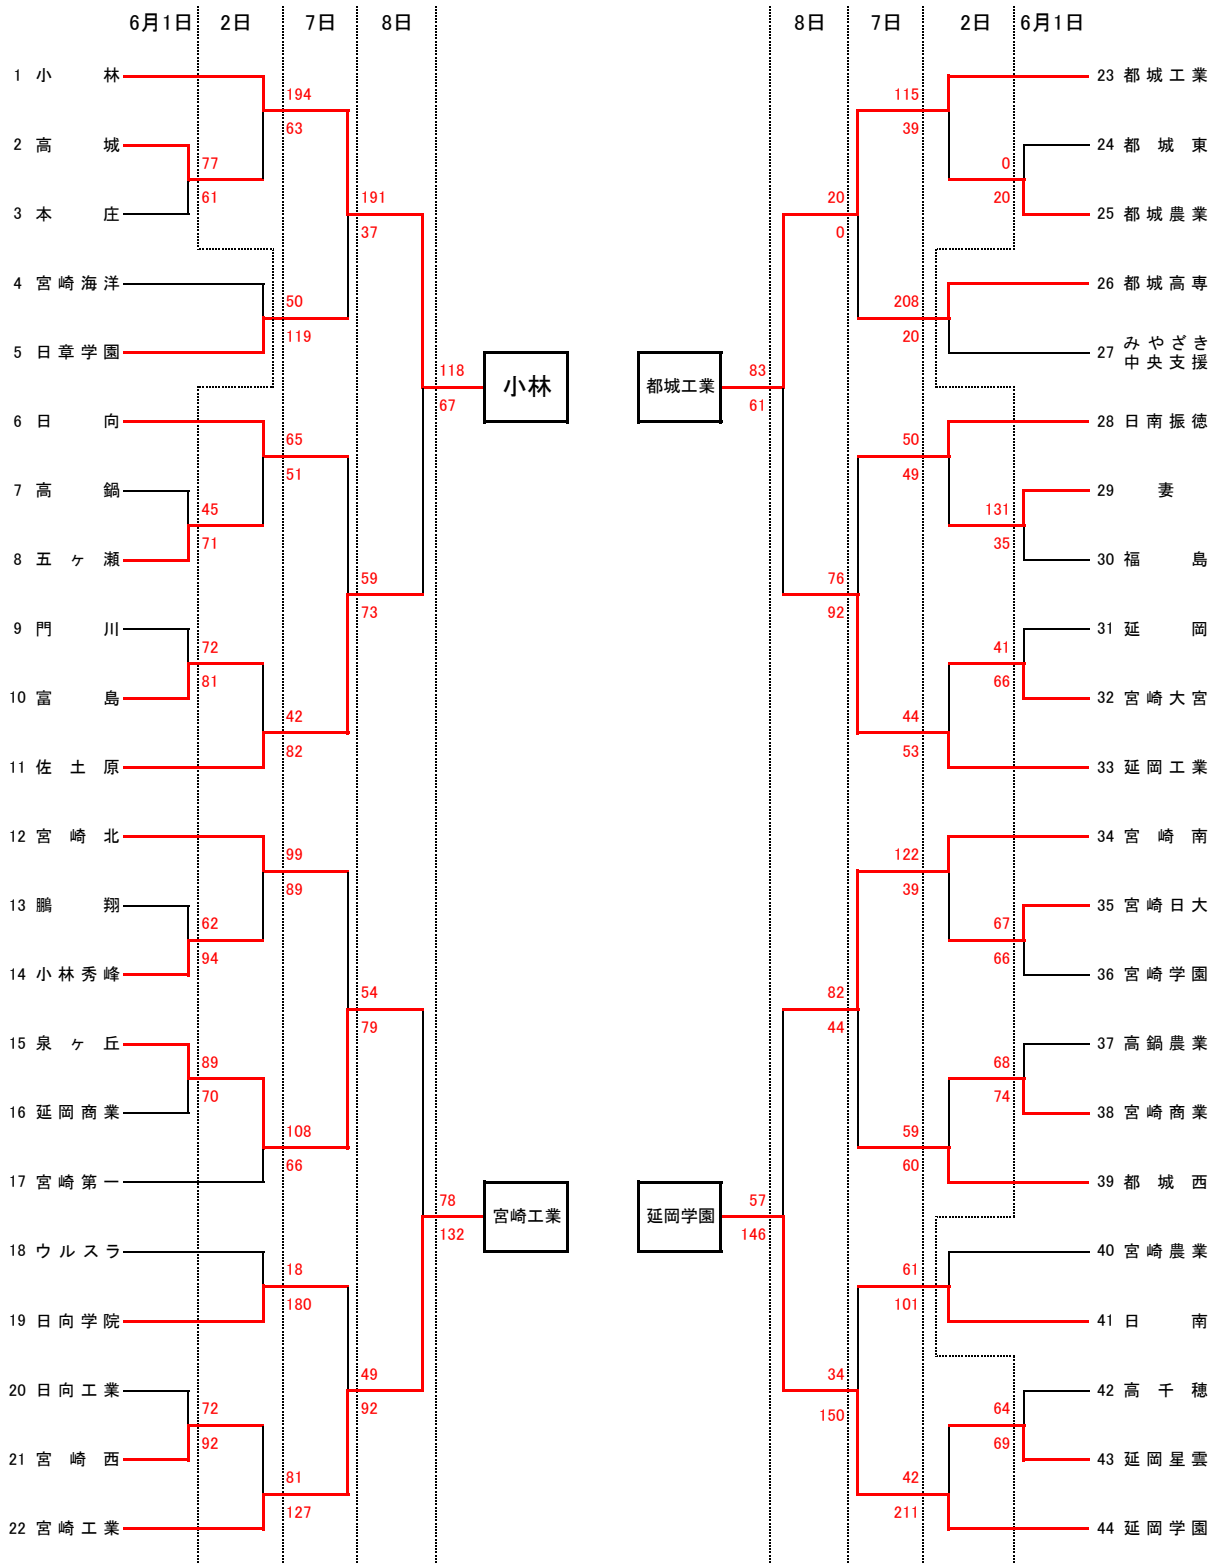 6月1日 2日 7日 8日
8日 7日 2日 6月1日
1 小林
2 高城
3 本庄
4 宮崎海洋
5 日章学園
6 日向
7 高鍋
8 五ヶ瀬
9 門川
10 富島
11 佐土原
12 宮崎北
13 鵬翔
14 小林秀峰
15 泉ヶ丘
16 延岡商業
17 宮崎第一
18 ウルスラ
19 日向学院
20 日向工業
21 宮崎西
22 宮崎工業
77
61
45
71
72
81
62
94
89
70
72
92
194
63
50
119
65
51
42
82
99
89
108
66
18
180
81
127
191
37
59
73
54
79
49
92
118
67
78
132
小林
宮崎工業
都城工業
延岡学園
83
61
57
146
20
0
76
92
82
44
34
150
115
39
208
20
50
49
44
53
122
39
59
60
61
101
42
211
0
20
131
35
41
66
67
66
68
74
64
69
23 都城工業
24 都城東
25 都城農業
26 都城高専
27 みやざき
中央支援
28 日南振徳
29 妻
30 福島
31 延岡
32 宮崎大宮
33 延岡工業
34 宮崎南
35 宮崎日大
36 宮崎学園
37 高鍋農業
38 宮崎商業
39 都城西
40 宮崎農業
41 日南
42 高千穂
43 延岡星雲
44 延岡学園